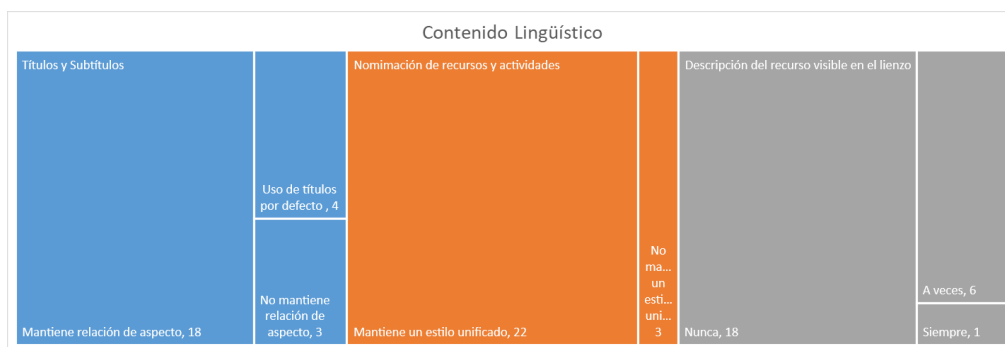 Contenido Lingüístico
Títulos y Subtítulos
Mantiene relación de aspecto, 18
Uso de títulos
por defecto , 4
No mantiene
relación de
aspecto, 3
Nomimación de recursos y actividades
Mantiene un estilo unificado, 22
No
ma...
un
esti...
uni...
3
Descripción del recurso visible en el lienzo
Nunca, 18
A veces, 6
Siempre, 1